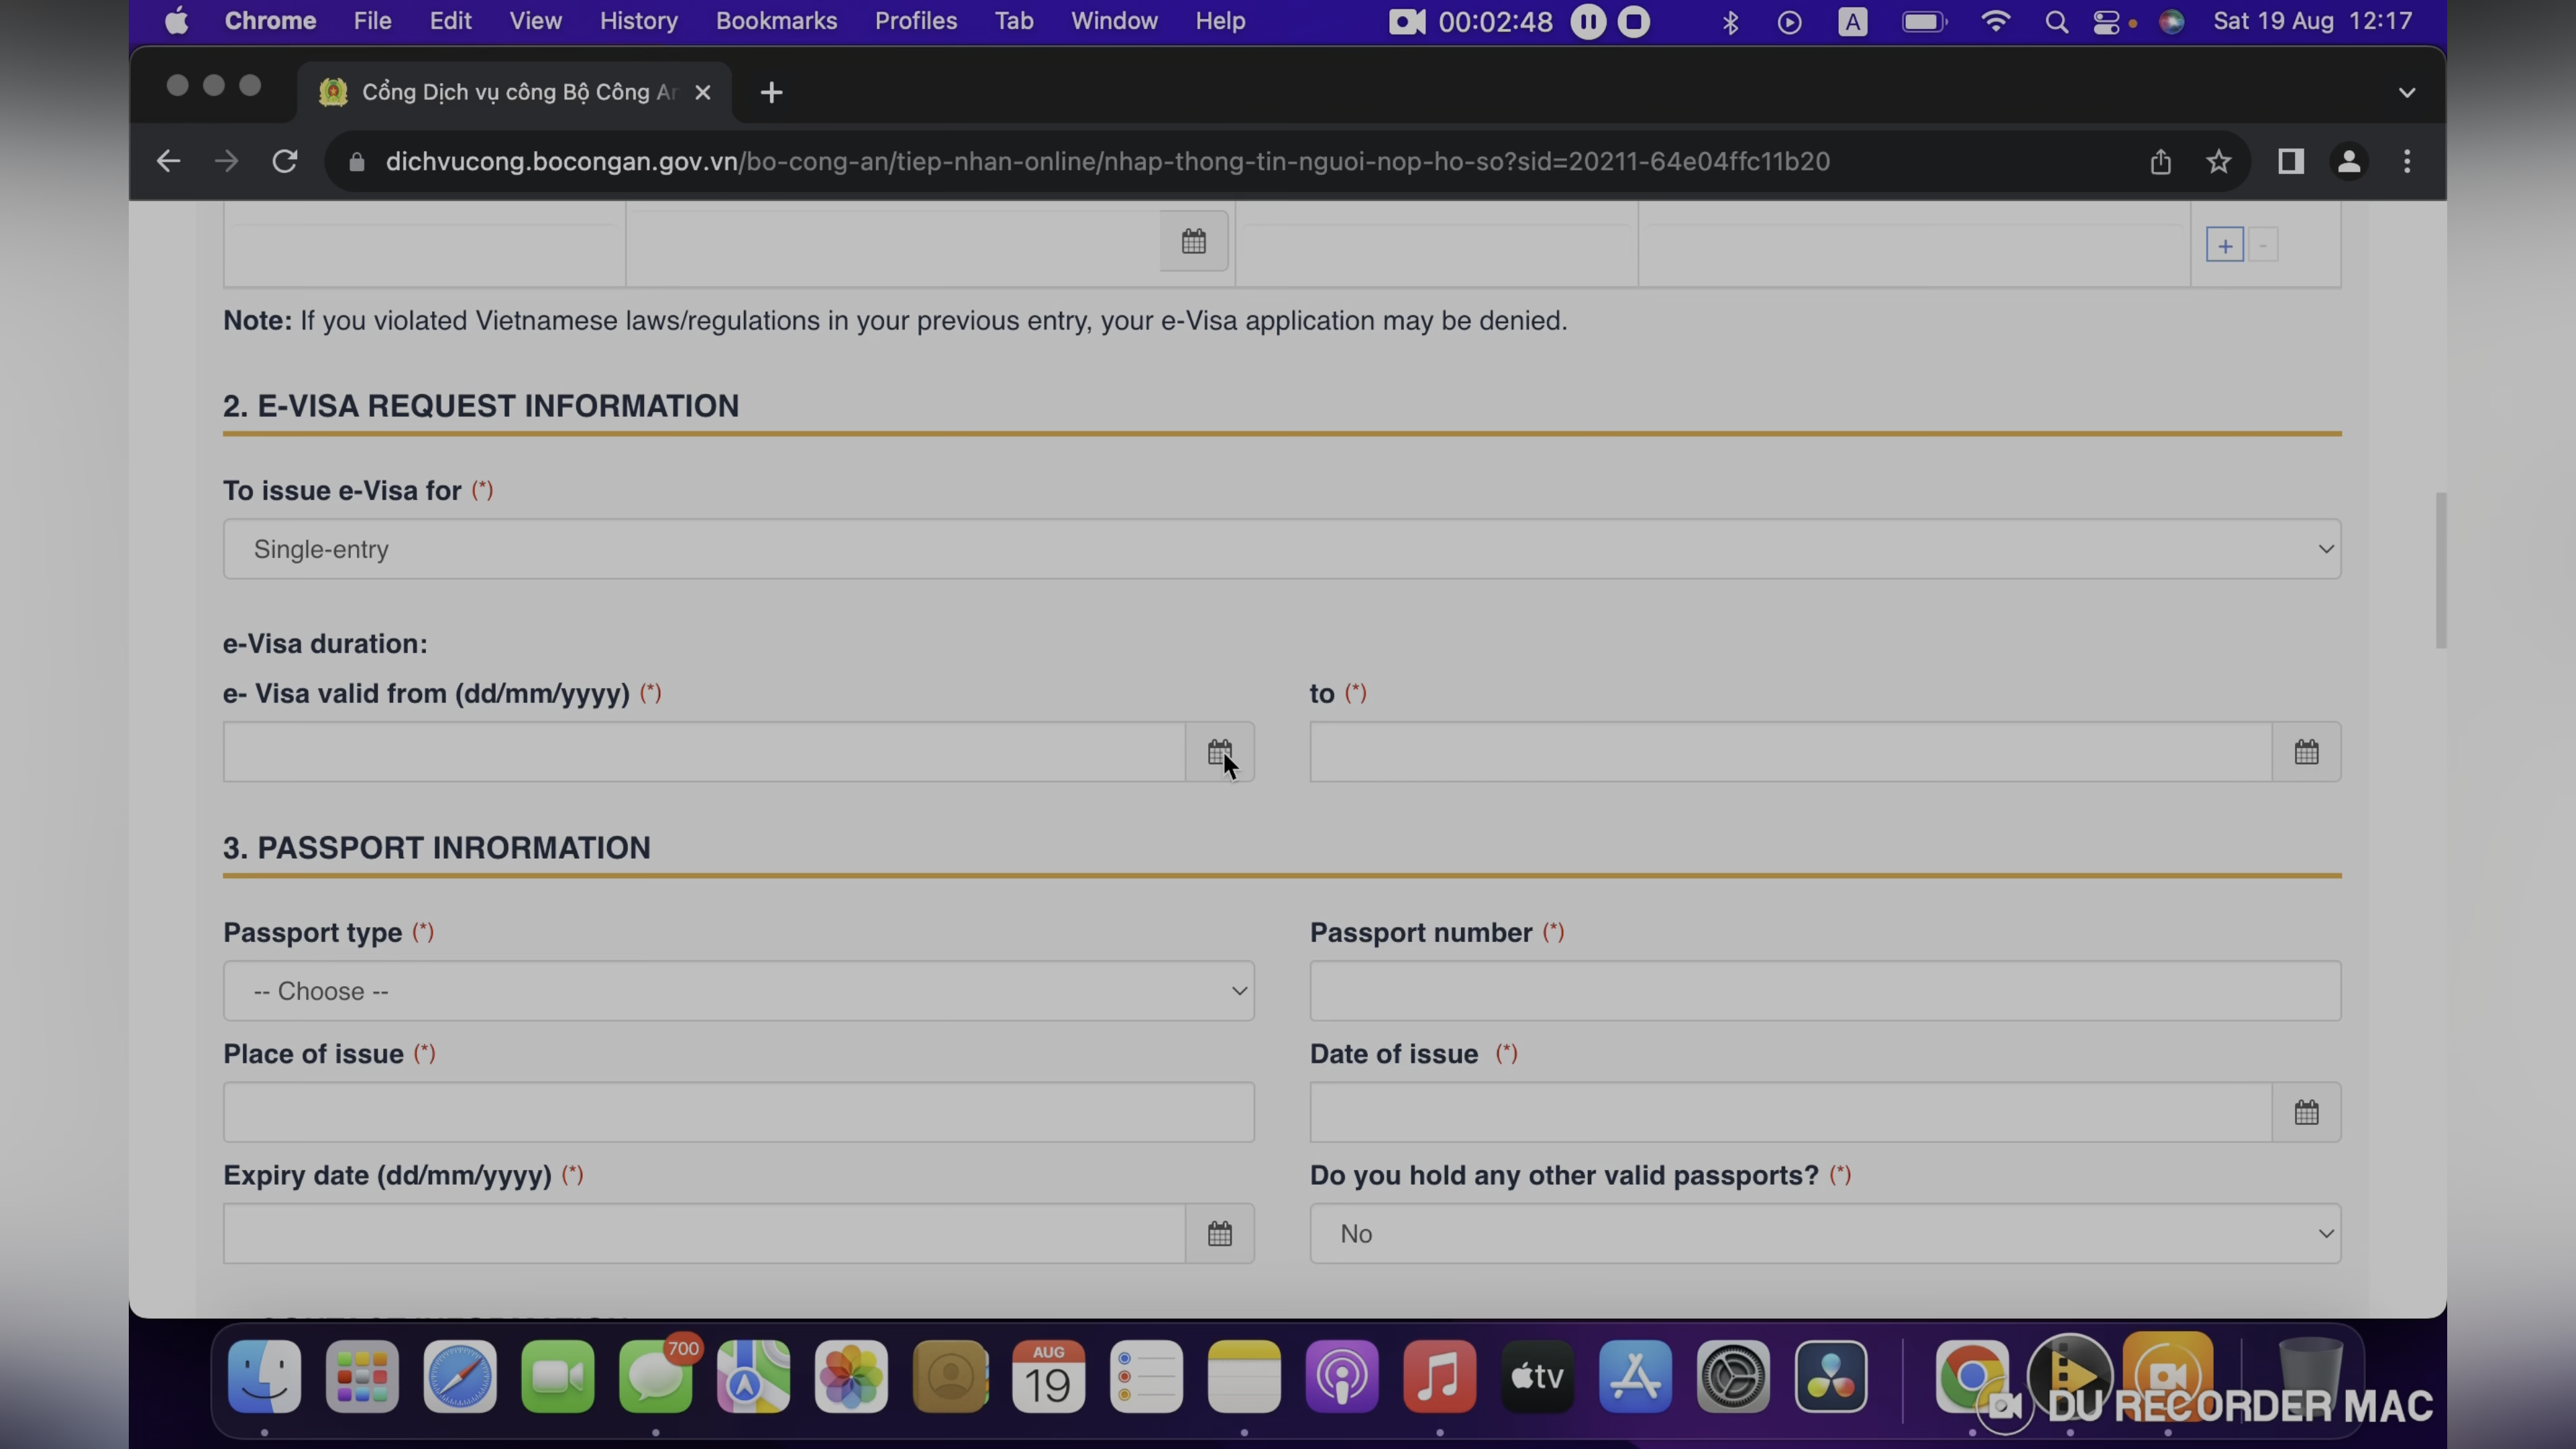 Chrome File Edit View History Bookmarks Profiles Tab Window Help 00:02:48 A Sat 19 Aug 12:17
Cổng Dịch vụ công Bộ Công An
dichvucong.bocongan.gov.vn/bo-cong-an/tiep-nhan-online/nhap-thong-tin-nguoi-nop-ho-so?sid=20211-64e04ffc11b20
+ -
Note: If you violated Vietnamese laws/regulations in your previous entry, your e-Visa application may be denied.
2. E-VISA REQUEST INFORMATION
To issue e-Visa for (*)
Single-entry
e-Visa duration:
e- Visa valid from (dd/mm/yyyy) (*) to (*)
3. PASSPORT INRORMATION
Passport type (*) Passport number (*)
-- Choose --
Place of issue (*) Date of issue (*)
Expiry date (dd/mm/yyyy) (*) Do you hold any other valid passports? (*)
No
700
AUG
19
tv
DU RECORDER MAC